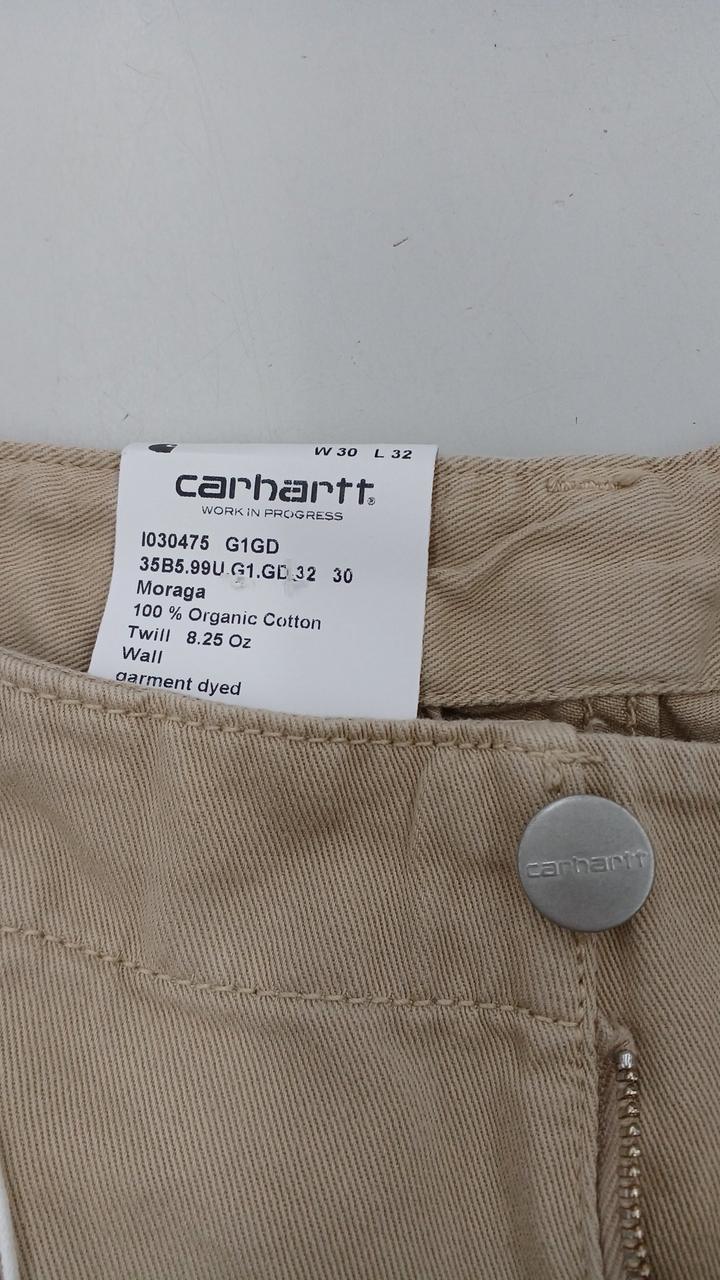 W 30 L 32
carhartt®
WORK IN PROGRESS
I030475 G1GD
35B5.99U.G1.GD.32 30
Moraga
100 % Organic Cotton
Twill 8.25 Oz
Wall
garment dyed
carhartt